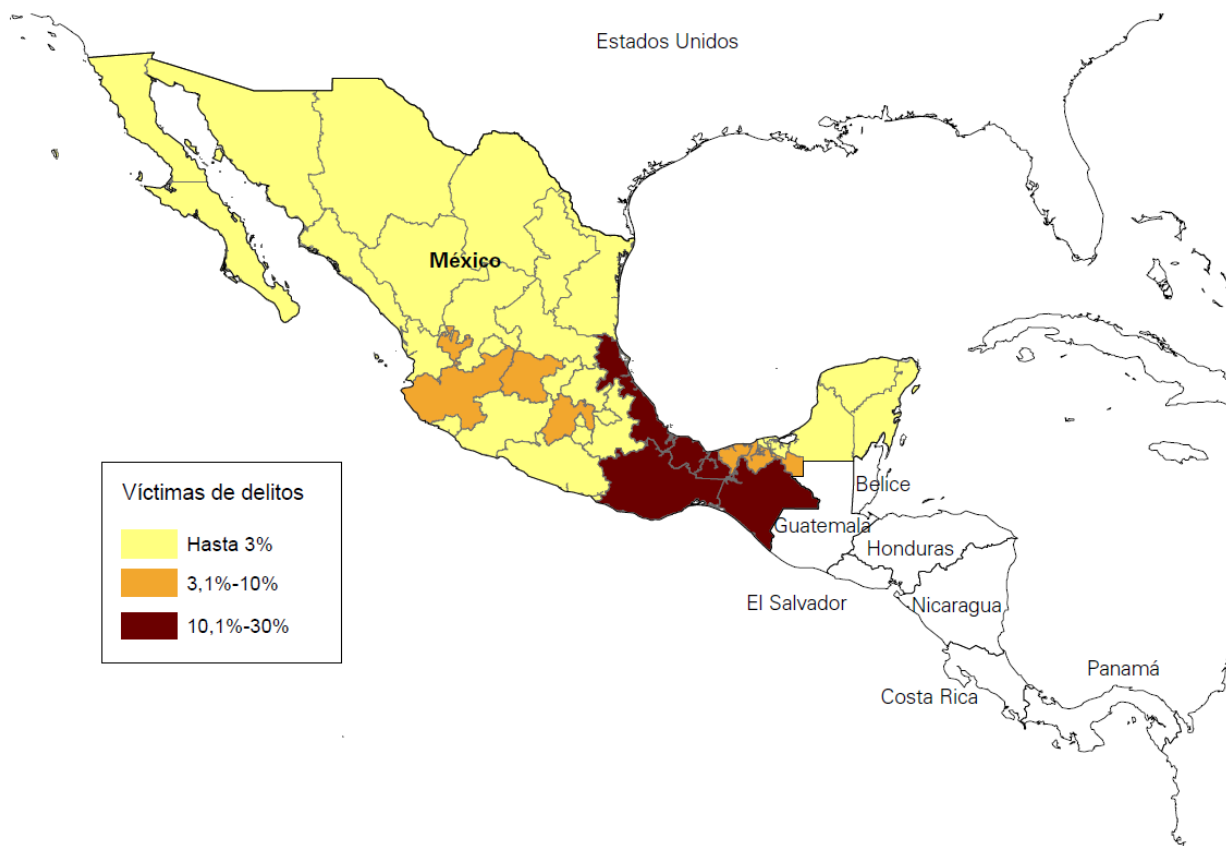 Estados Unidos
México
Víctimas de delitos
Hasta 3%
3,1%-10%
10,1%-30%
Belice
Guatemala
Honduras
El Salvador
Nicaragua
Costa Rica
Panamá